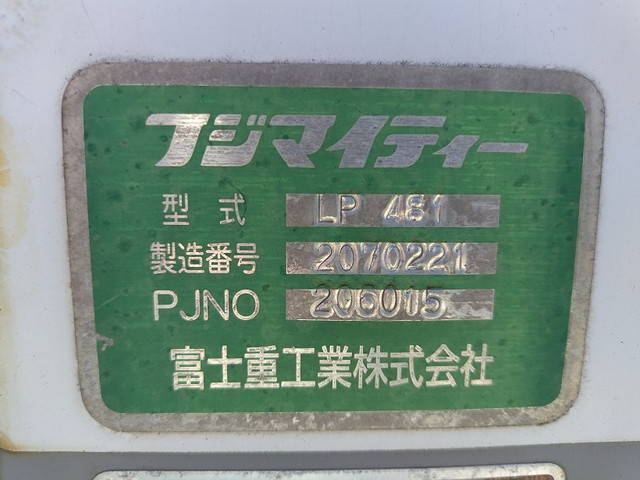 フジマイティー
型式 LP 481
製造番号 2070221
PJNO 206015
富士重工業株式会社